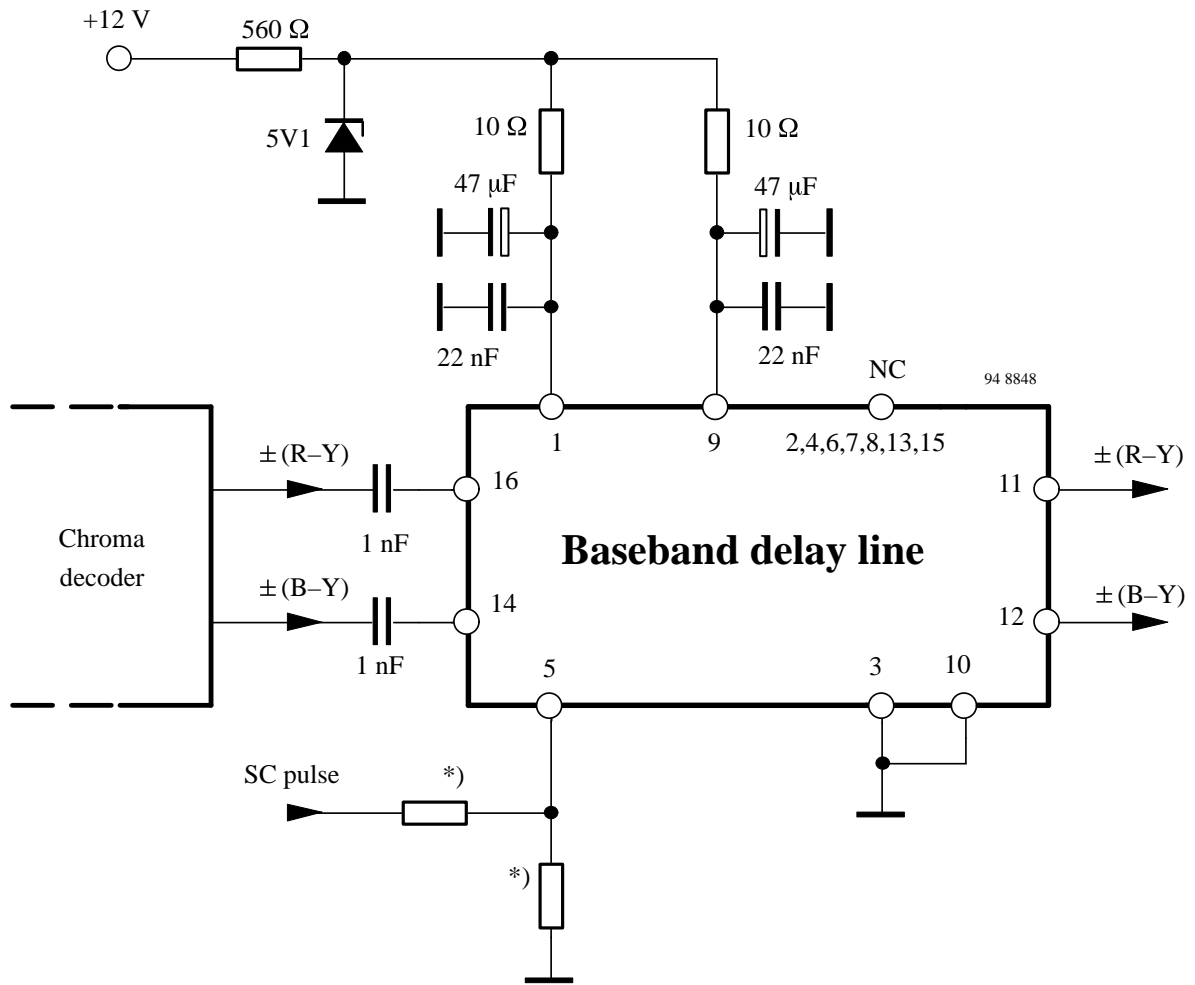 +12 V
560 Ω
5V1
10 Ω
10 Ω
47 µF
47 µF
22 nF
22 nF
NC
94 8848
1
9
2,4,6,7,8,13,15
± (R–Y)
16
11
± (R–Y)
1 nF
Chroma
decoder
Baseband delay line
± (B–Y)
14
12
± (B–Y)
1 nF
5
3
10
SC pulse
*)
*)